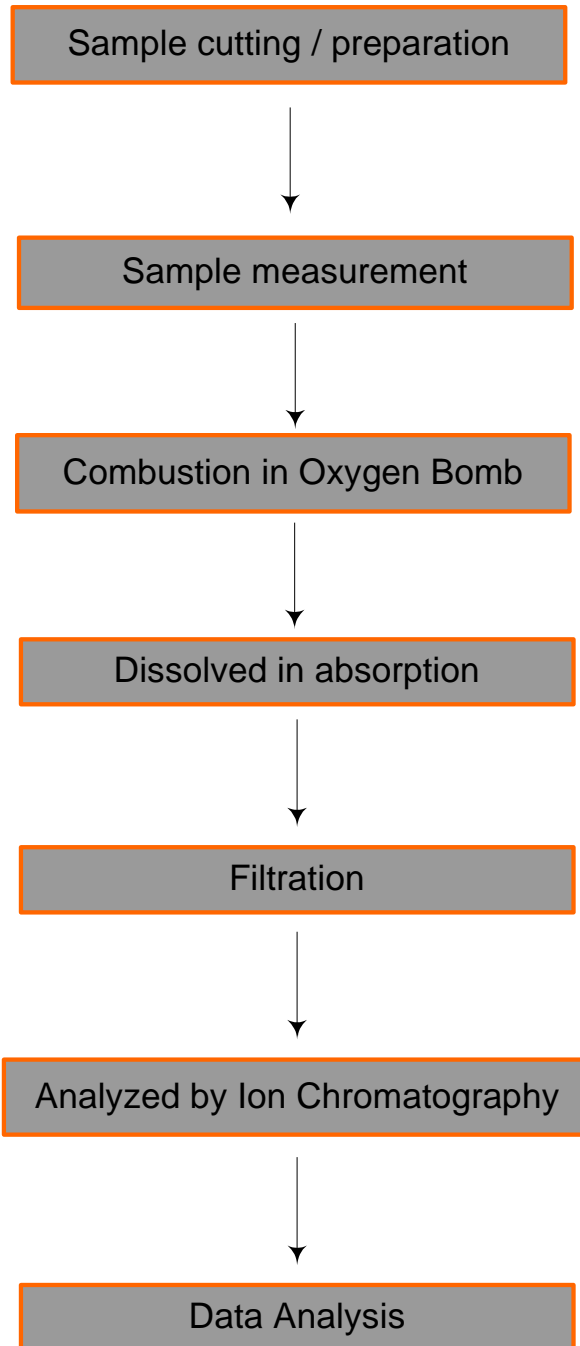 Sample cutting / preparation
Sample measurement
Combustion in Oxygen Bomb
Dissolved in absorption
Filtration
Analyzed by Ion Chromatography
Data Analysis